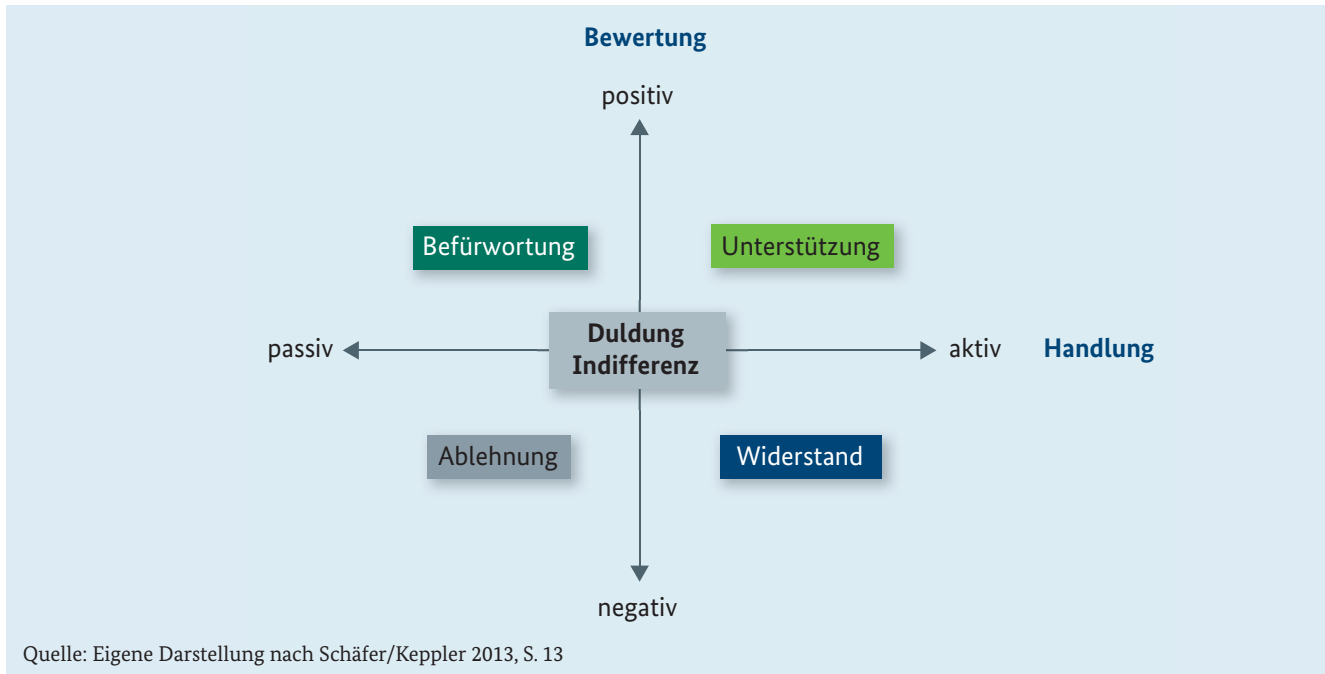 Bewertung
positiv
Befürwortung
Unterstützung
passiv
Duldung
Indifferenz
aktiv
Handlung
Ablehnung
Widerstand
negativ
Quelle: Eigene Darstellung nach Schäfer/Keppler 2013, S. 13